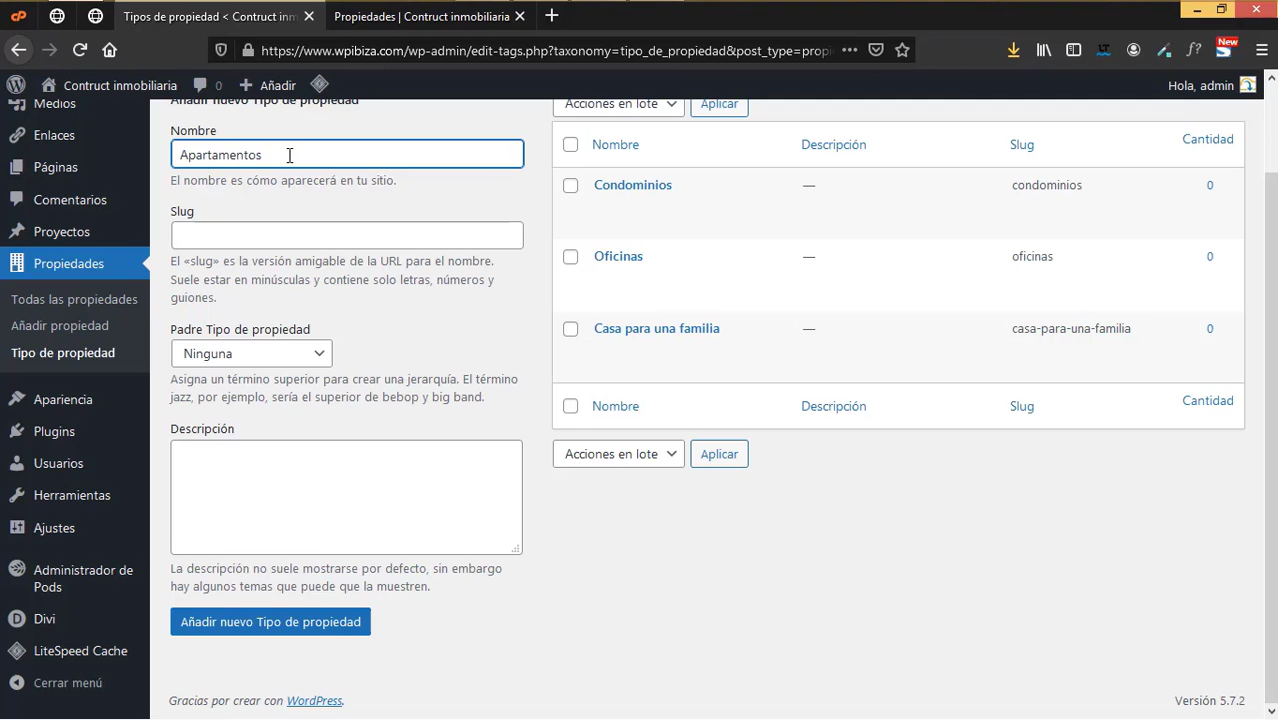 Tipos de propiedad < Contruct inm
Propiedades | Contruct inmobiliaria
https://www.wpibiza.com/wp-admin/edit-tags.php?taxonomy=tipo_de_propiedad&post_type=propi
New
Contruct inmobiliaria
0
Añadir
Hola, admin
Medios
Enlaces
Páginas
Comentarios
Proyectos
Propiedades
Todas las propiedades
Añadir propiedad
Tipo de propiedad
Apariencia
Plugins
Usuarios
Herramientas
Ajustes
Administrador de
Pods
Divi
LiteSpeed Cache
Cerrar menú
Añadir nuevo Tipo de propiedad
Nombre
Apartamentos
El nombre es cómo aparecerá en tu sitio.
Slug
El «slug» es la versión amigable de la URL para el nombre.
Suele estar en minúsculas y contiene solo letras, números y
guiones.
Padre Tipo de propiedad
Ninguna
Asigna un término superior para crear una jerarquía. El término
jazz, por ejemplo, sería el superior de bebop y big band.
Descripción
La descripción no suele mostrarse por defecto, sin embargo
hay algunos temas que puede que la muestren.
Añadir nuevo Tipo de propiedad
Acciones en lote
Aplicar
Nombre Descripción Slug Cantidad
Condominios — condominios 0
Oficinas — oficinas 0
Casa para una familia — casa-para-una-familia 0
Nombre Descripción Slug Cantidad
Acciones en lote
Aplicar
Gracias por crear con WordPress.
Versión 5.7.2